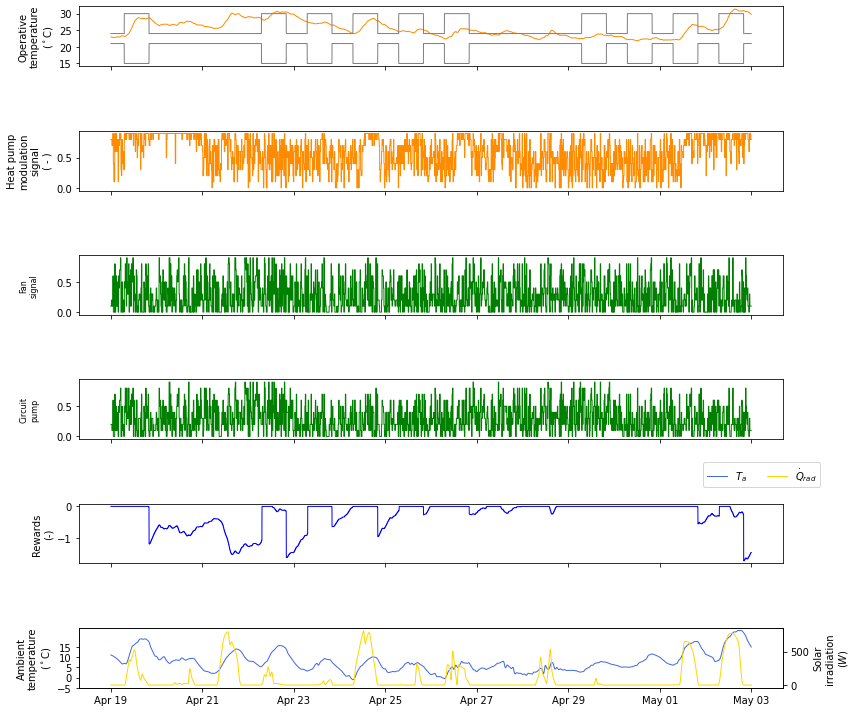 Operative
temperature
(°C)
30
25
20
15
Heat pump
modulation
signal
( - )
0.5
0.0
Fan
signal
0.5
0.0
Circuit
pump
0.5
0.0
T_a Q̇_rad
Rewards
(-)
0
−1
Ambient
temperature
(°C)
15
10
5
0
−5
500
0
Solar
irradiation
(W)
Apr 19 Apr 21 Apr 23 Apr 25 Apr 27 Apr 29 May 01 May 03